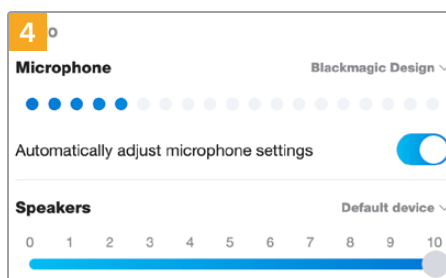 4 o
Microphone Blackmagic Design
Automatically adjust microphone settings
Speakers Default device
0 1 2 3 4 5 6 7 8 9 10